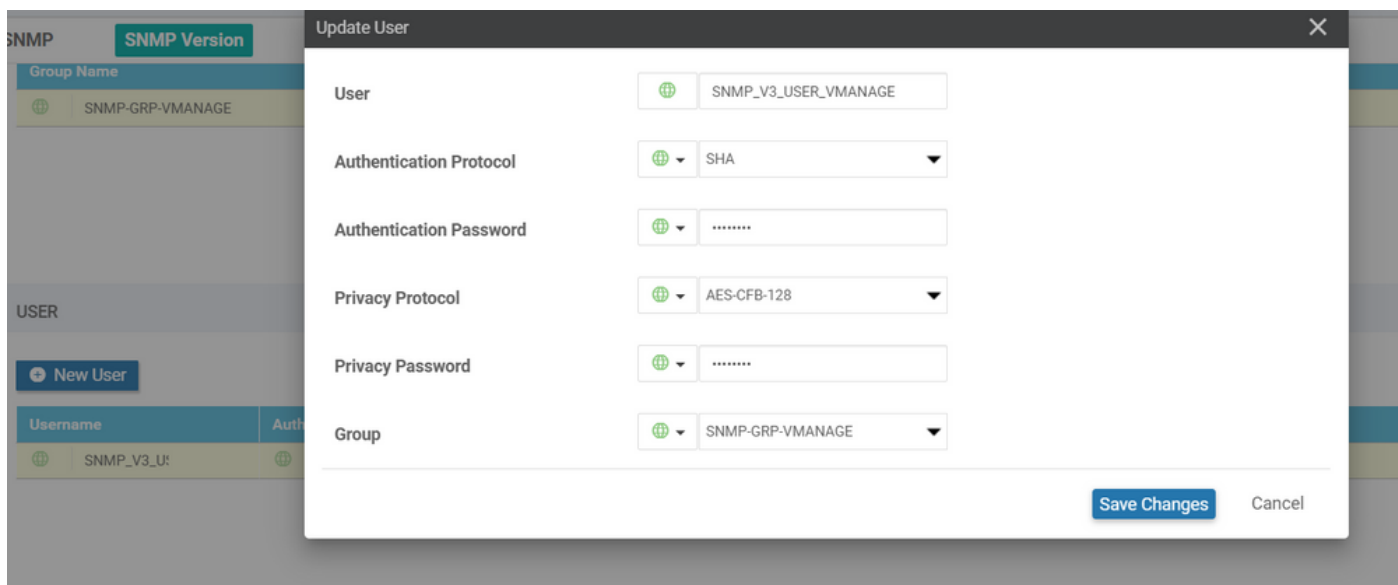 SNMP
SNMP Version
Update User
Group Name
SNMP-GRP-VMANAGE
User
SNMP_V3_USER_VMANAGE
Authentication Protocol
SHA
Authentication Password
••••••••
Privacy Protocol
AES-CFB-128
Privacy Password
••••••••
Group
SNMP-GRP-VMANAGE
USER
New User
Username
Auth
SNMP_V3_U
Save Changes
Cancel